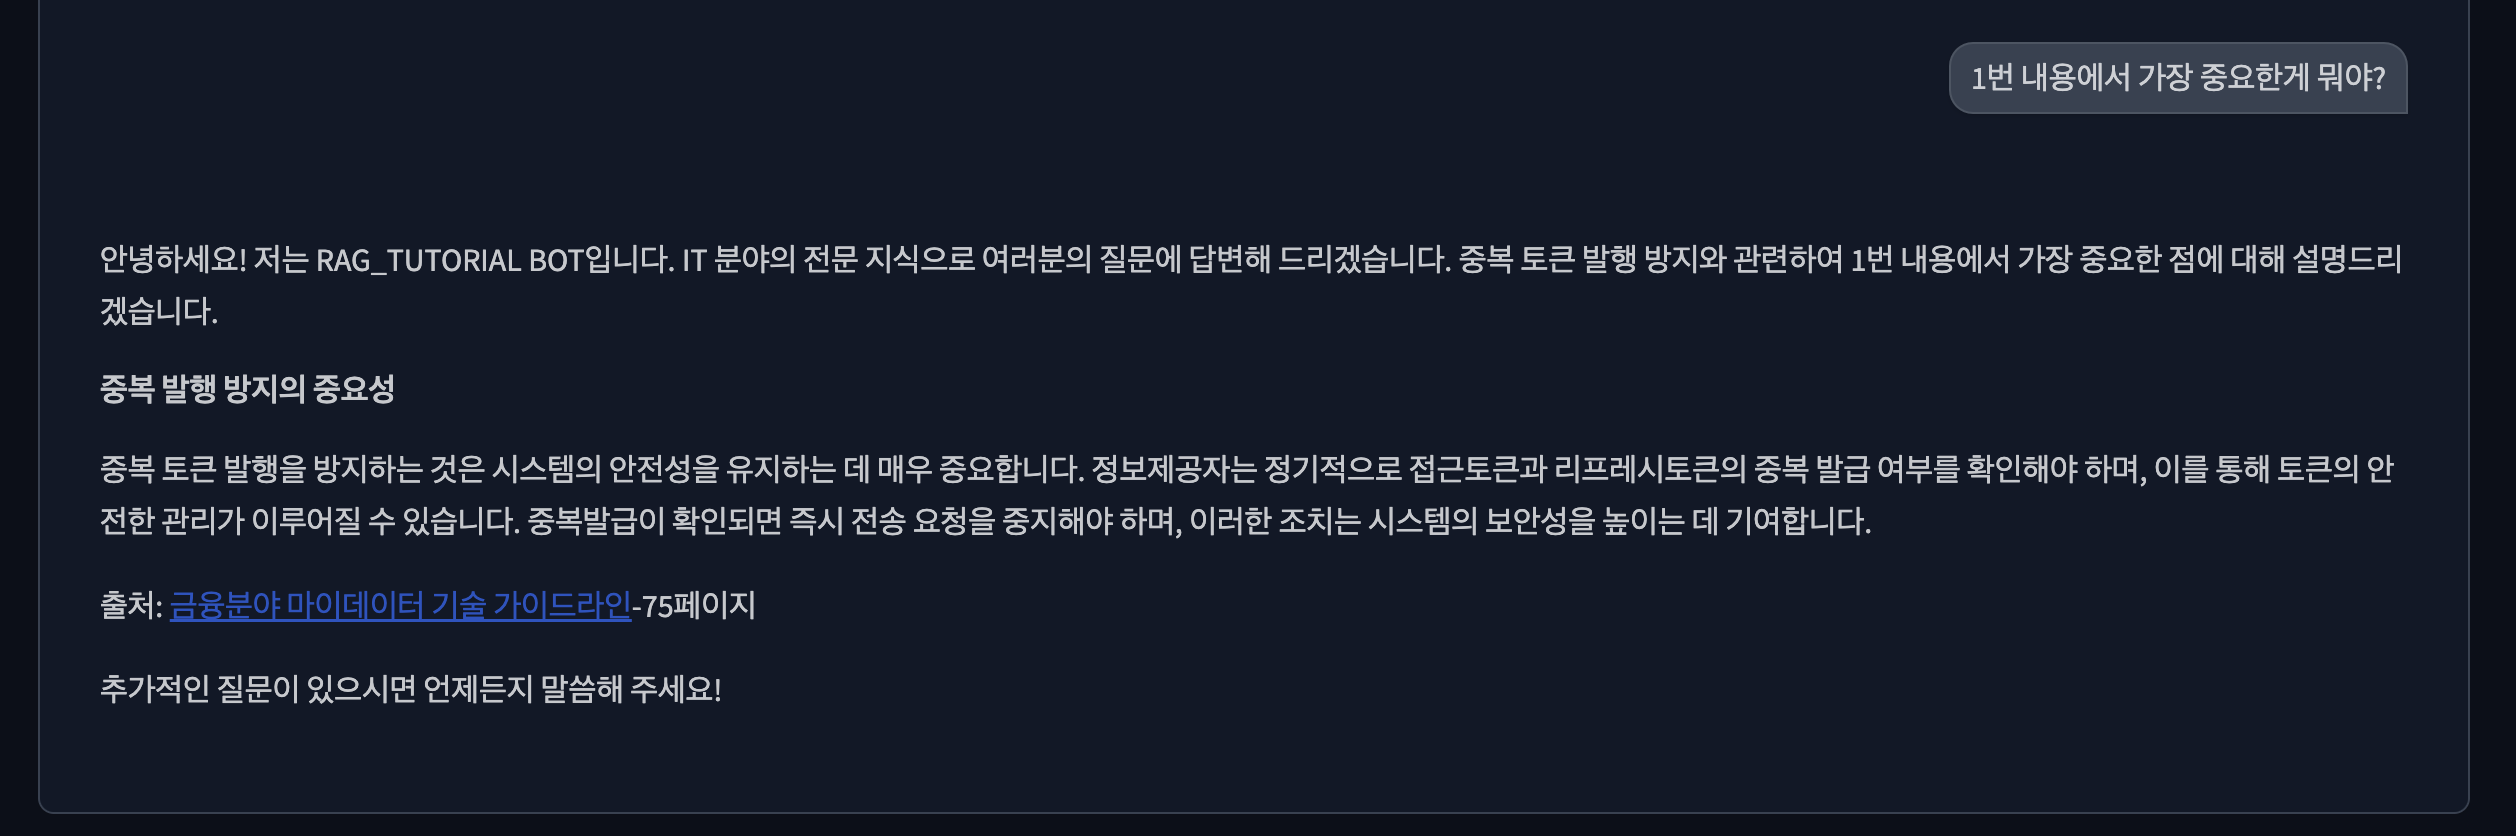 1번 내용에서 가장 중요한게 뭐야?
안녕하세요! 저는 RAG_TUTORIAL BOT입니다. IT 분야의 전문 지식으로 여러분의 질문에 답변해 드리겠습니다. 중복 토큰 발행 방지와 관련하여 1번 내용에서 가장 중요한 점에 대해 설명드리
겠습니다.
중복 발행 방지의 중요성
중복 토큰 발행을 방지하는 것은 시스템의 안전성을 유지하는 데 매우 중요합니다. 정보제공자는 정기적으로 접근토큰과 리프레시토큰의 중복 발급 여부를 확인해야 하며, 이를 통해 토큰의 안
전한 관리가 이루어질 수 있습니다. 중복발급이 확인되면 즉시 전송 요청을 중지해야 하며, 이러한 조치는 시스템의 보안성을 높이는 데 기여합니다.
출처: 금융분야 마이데이터 기술 가이드라인-75페이지
추가적인 질문이 있으시면 언제든지 말씀해 주세요!